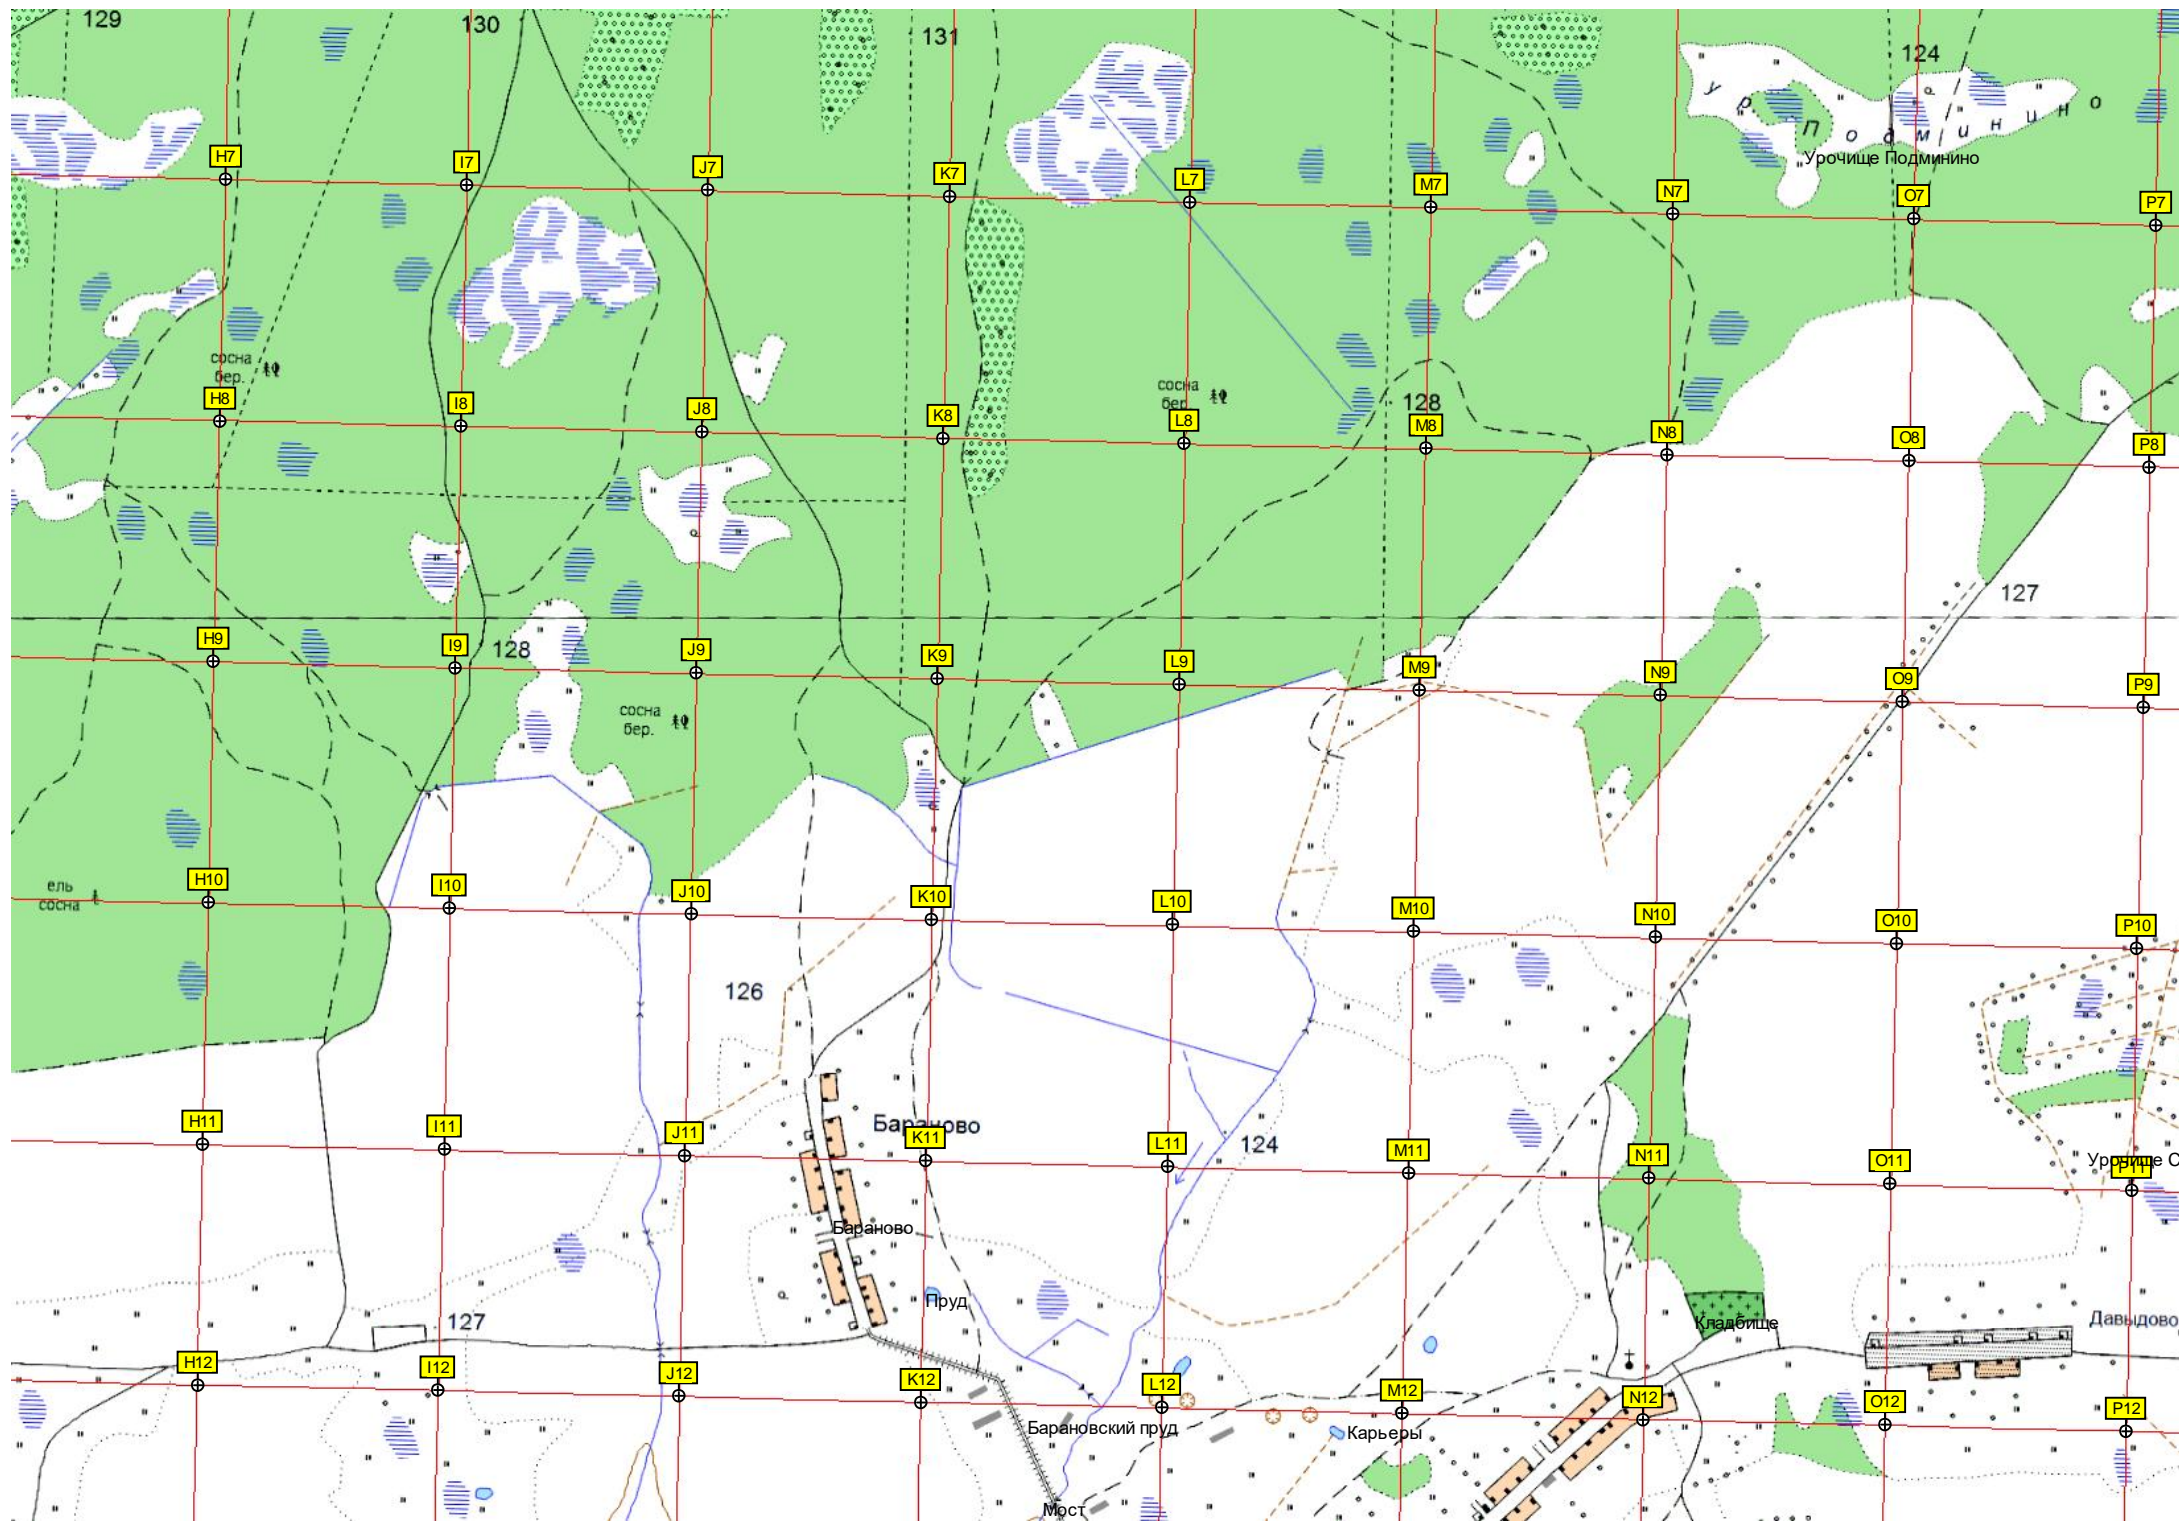 129
130
131
124
ур. Подминино
Урочище Подминино
H7
I7
J7
K7
L7
M7
N7
O7
P7
сосна
бер.
сосна
бер.
128
H8
I8
J8
K8
L8
M8
N8
O8
P8
127
H9
I9
128
J9
K9
L9
M9
N9
O9
P9
сосна
бер.
ель
сосна
H10
I10
J10
K10
L10
M10
N10
O10
P10
126
Бараново
H11
I11
J11
K11
L11
124
M11
N11
O11
Урочище С
P11
Бараново
Пруд
127
Кладбище
Давыдово
H12
I12
J12
K12
L12
M12
N12
O12
P12
Барановский пруд
Карьеры
Мост